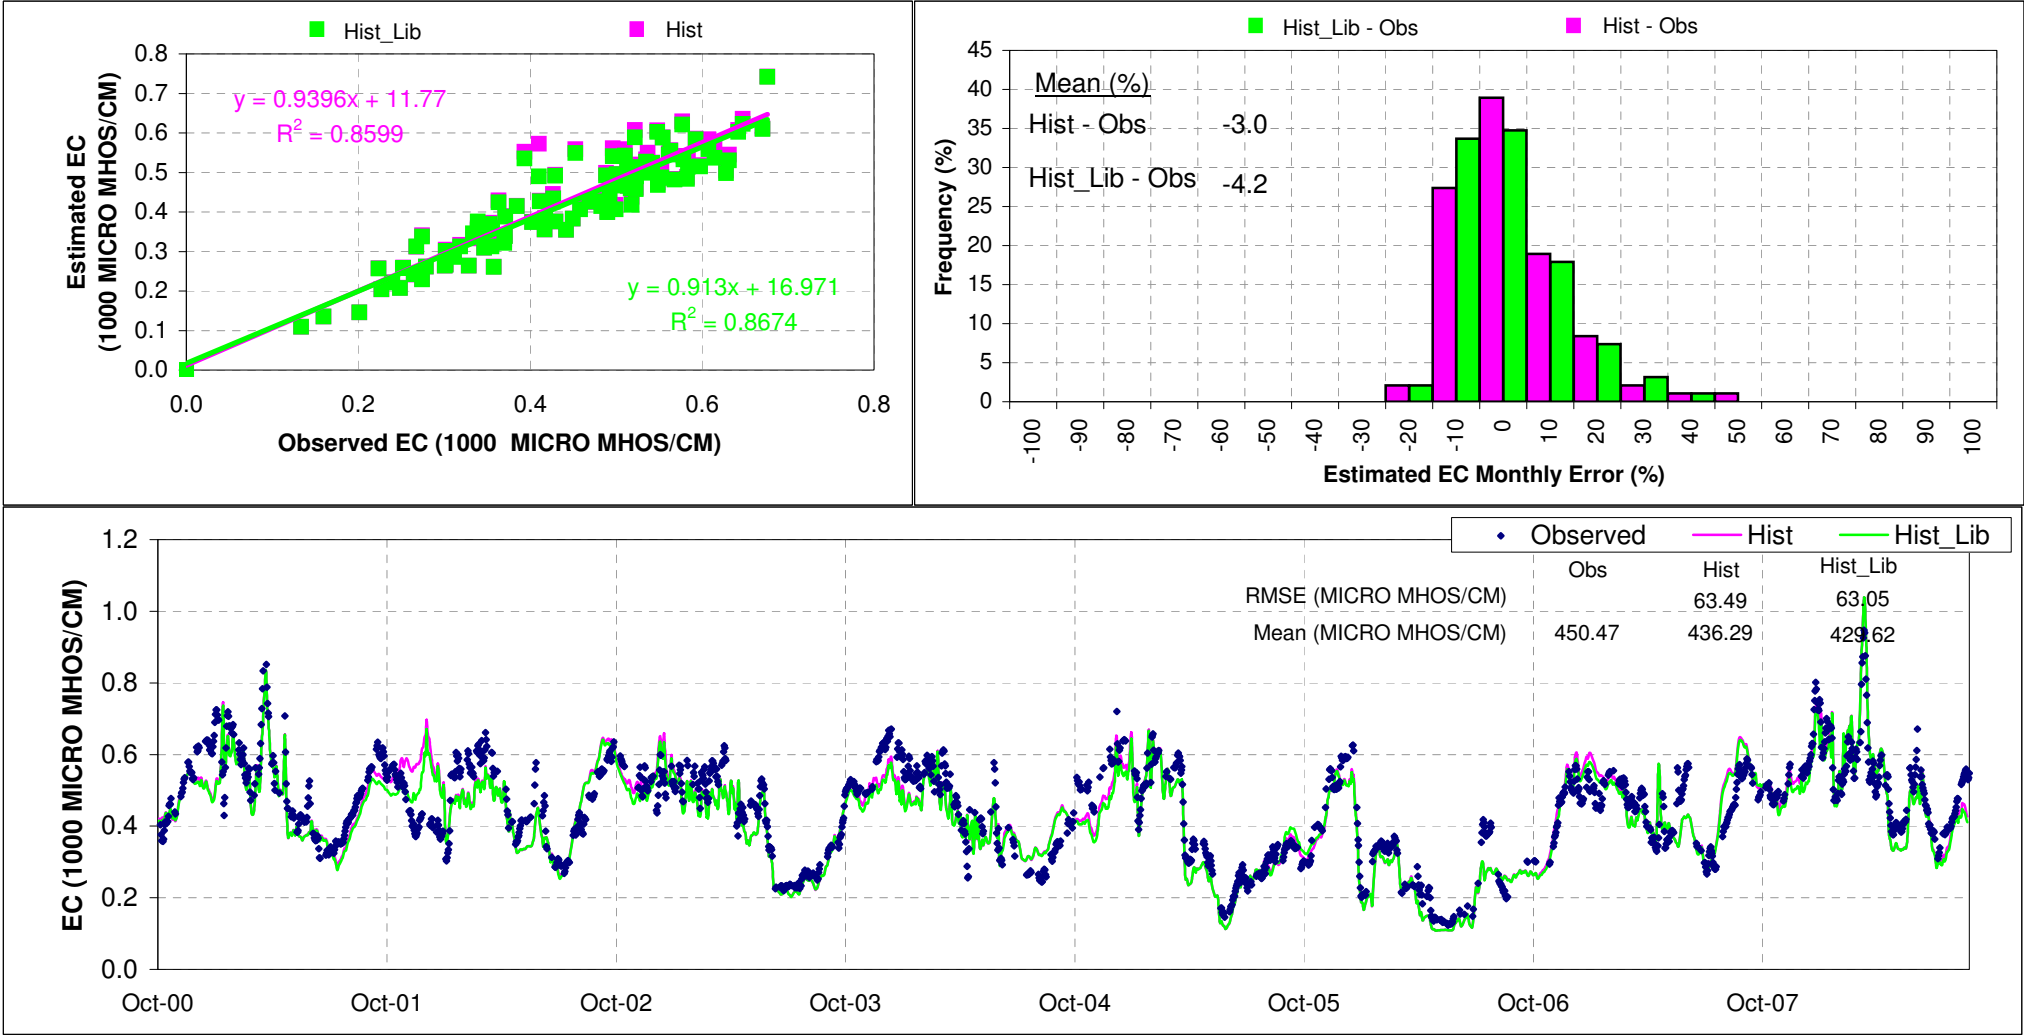 Hist_Lib
Hist
0.8
0.7
0.6
0.5
0.4
0.3
0.2
0.1
0.0
Estimated EC
(1000 MICRO MHOS/CM)
y = 0.9396x + 11.77
R2 = 0.8599
y = 0.913x + 16.971
R2 = 0.8674
0.0
0.2
0.4
0.6
0.8
Observed EC (1000 MICRO MHOS/CM)
Hist_Lib - Obs
Hist - Obs
45
40
35
30
25
20
15
10
5
0
Frequency (%)
Mean (%)
Hist - Obs -3.0
Hist_Lib - Obs -4.2
-100
-90
-80
-70
-60
-50
-40
-30
-20
-10
0
10
20
30
40
50
60
70
80
90
100
Estimated EC Monthly Error (%)
Observed
Hist
Hist_Lib
Obs Hist Hist_Lib
RMSE (MICRO MHOS/CM) 63.49 63.05
Mean (MICRO MHOS/CM) 450.47 436.29 429.62
1.2
1.0
0.8
0.6
0.4
0.2
0.0
EC (1000 MICRO MHOS/CM)
Oct-00
Oct-01
Oct-02
Oct-03
Oct-04
Oct-05
Oct-06
Oct-07